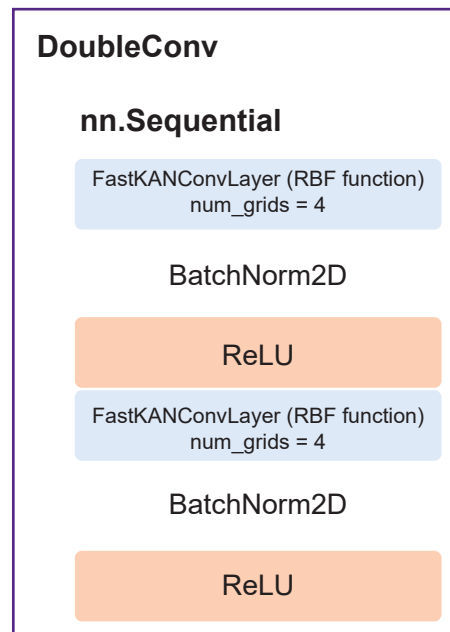 DoubleConv
nn.Sequential
FastKANConvLayer (RBF function)
num_grids = 4
BatchNorm2D
ReLU
FastKANConvLayer (RBF function)
num_grids = 4
BatchNorm2D
ReLU